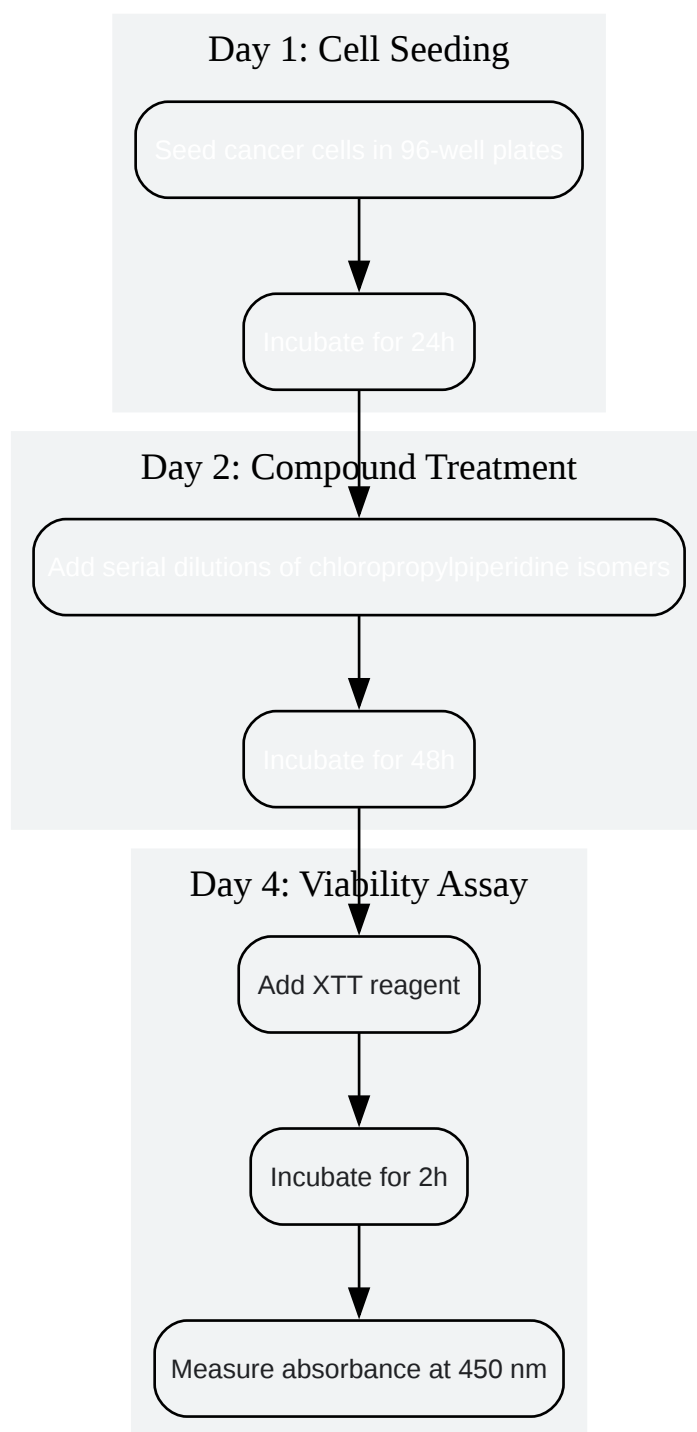 Day 1: Cell Seeding
Seed cancer cells in 96-well plates
Incubate for 24h
Day 2: Compound Treatment
Add serial dilutions of chloropropylpiperidine isomers
Incubate for 48h
Day 4: Viability Assay
Add XTT reagent
Incubate for 2h
Measure absorbance at 450 nm